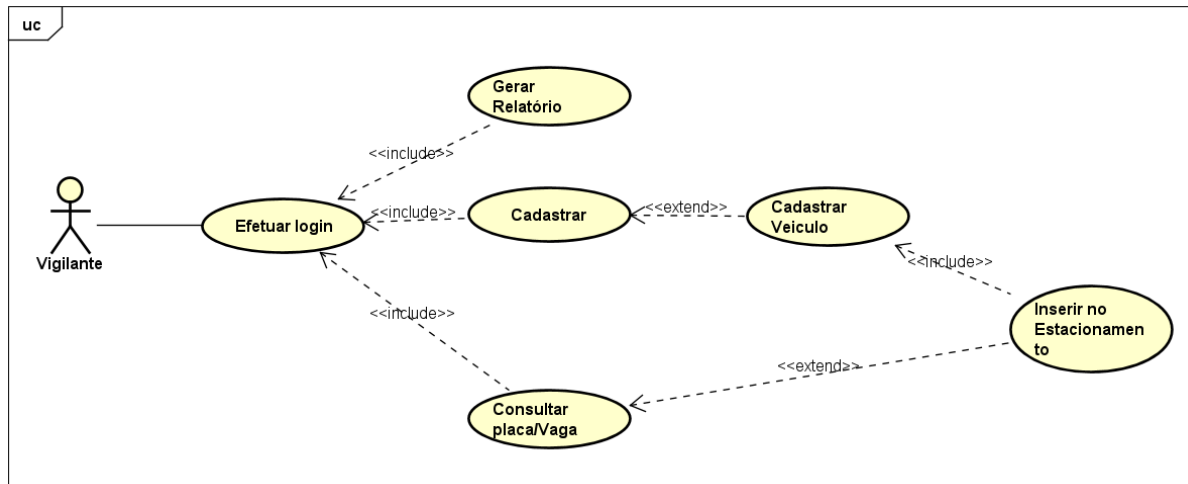 uc
Gerar
Relatório
<<include>>
Vigilante
Efetuar login
<<include>>
Cadastrar
<<extend>>
Cadastrar
Veiculo
<<include>>
<<include>>
Inserir no
Estacionamen
to
<<extend>>
Consultar
placa/Vaga